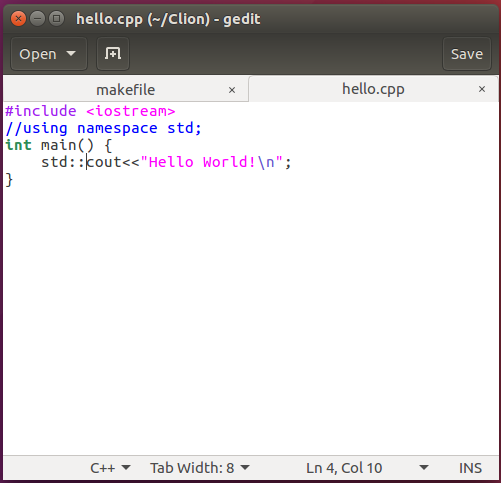 hello.cpp (~/Clion) - gedit
Open Save
makefile × hello.cpp ×
#include <iostream>
//using namespace std;
int main() {
    std::cout<<"Hello World!\n";
}
C++ Tab Width: 8 Ln 4, Col 10 INS